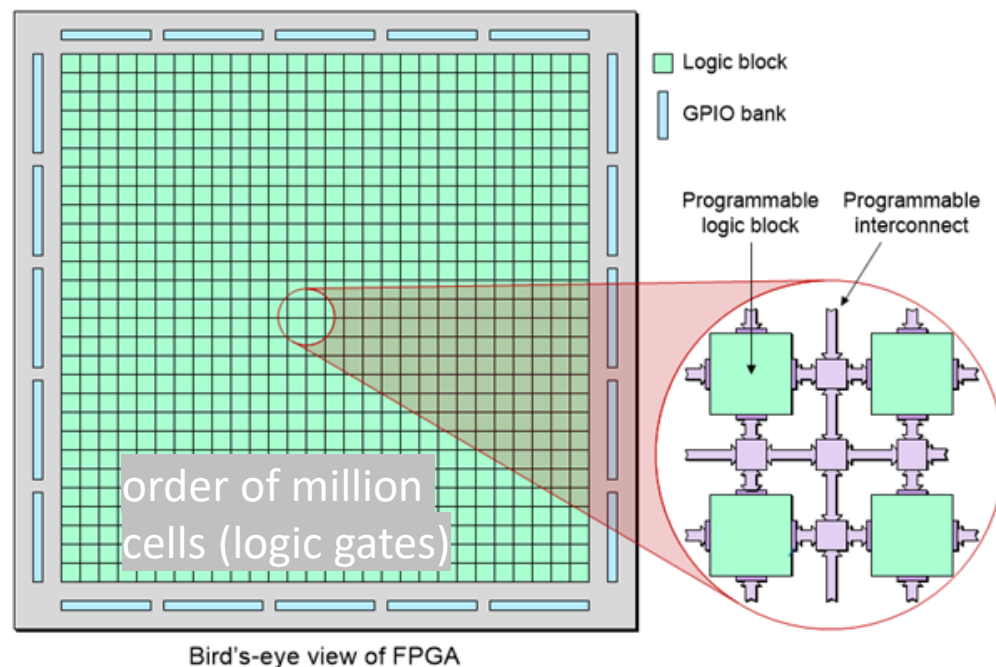 Logic block
GPIO bank
Programmable
logic block
Programmable
interconnect
order of million
cells (logic gates)
Bird's-eye view of FPGA